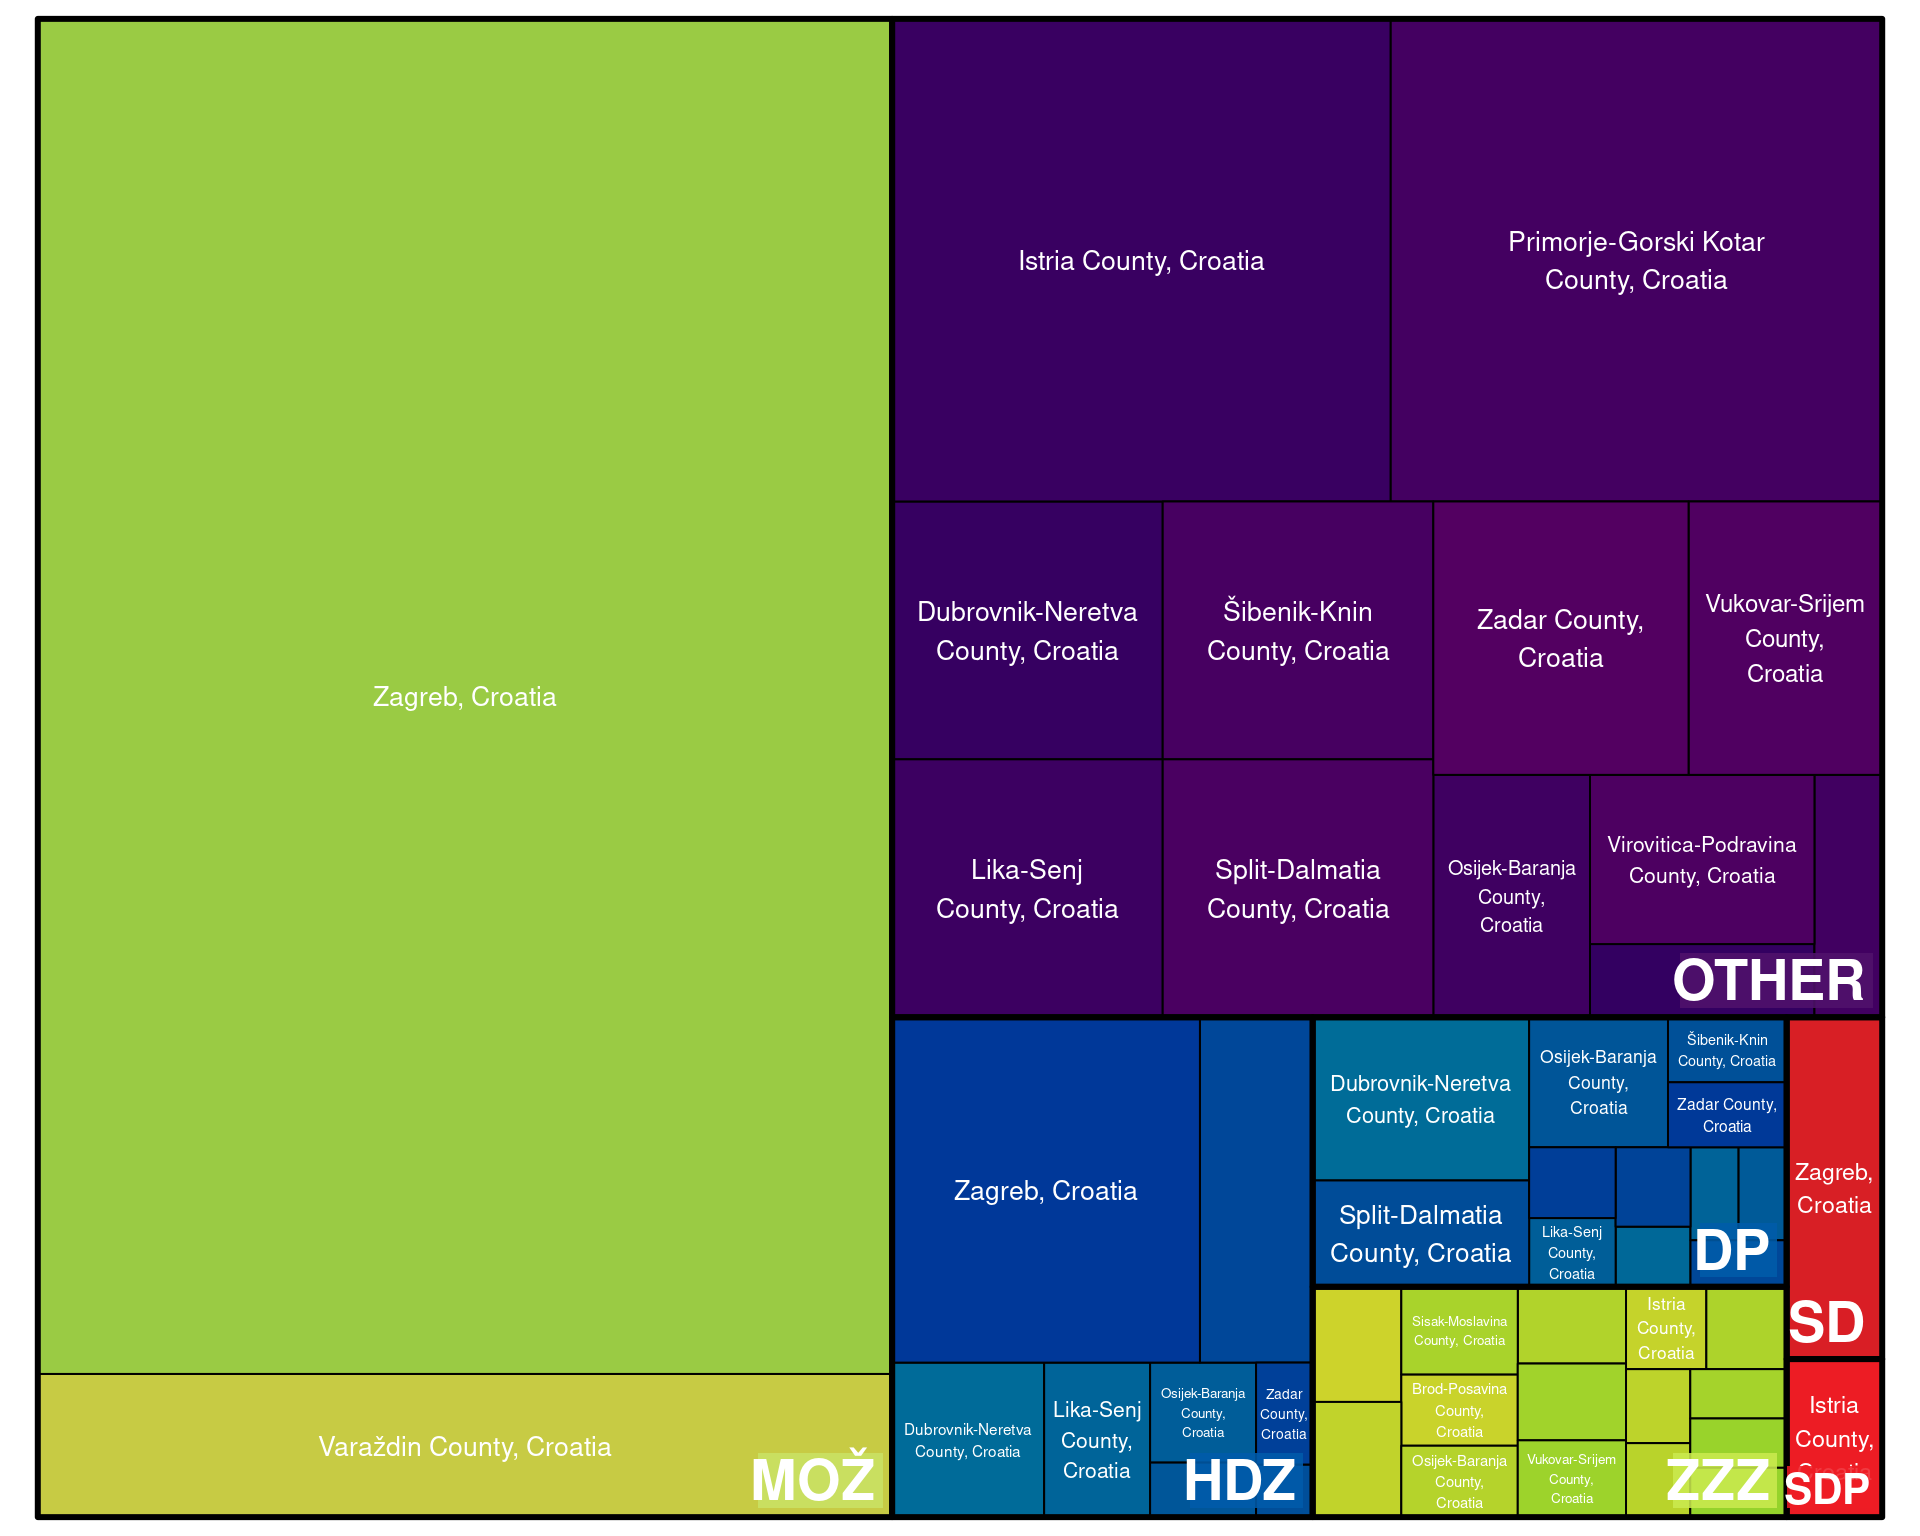 Zagreb, Croatia
Varaždin County, Croatia
MOŽ
Istria County, Croatia
Primorje-Gorski Kotar
County, Croatia
Dubrovnik-Neretva
County, Croatia
Šibenik-Knin
County, Croatia
Zadar County,
Croatia
Vukovar-Srijem
County,
Croatia
Lika-Senj
County, Croatia
Split-Dalmatia
County, Croatia
Osijek-Baranja
County,
Croatia
Virovitica-Podravina
County, Croatia
OTHER
Zagreb, Croatia
Dubrovnik-Neretva
County, Croatia
Lika-Senj
County,
Croatia
Osijek-Baranja
County,
Croatia
Zadar
County,
Croatia
HDZ
Dubrovnik-Neretva
County, Croatia
Split-Dalmatia
County, Croatia
Osijek-Baranja
County,
Croatia
Šibenik-Knin
County, Croatia
Zadar County,
Croatia
Lika-Senj
County,
Croatia
DP
Sisak-Moslavina
County, Croatia
Brod-Posavina
County,
Croatia
Osijek-Baranja
County,
Croatia
Istria
County,
Croatia
Vukovar-Srijem
County,
Croatia
ZZZ
Zagreb,
Croatia
SD
Istria
County,
Croatia
SDP